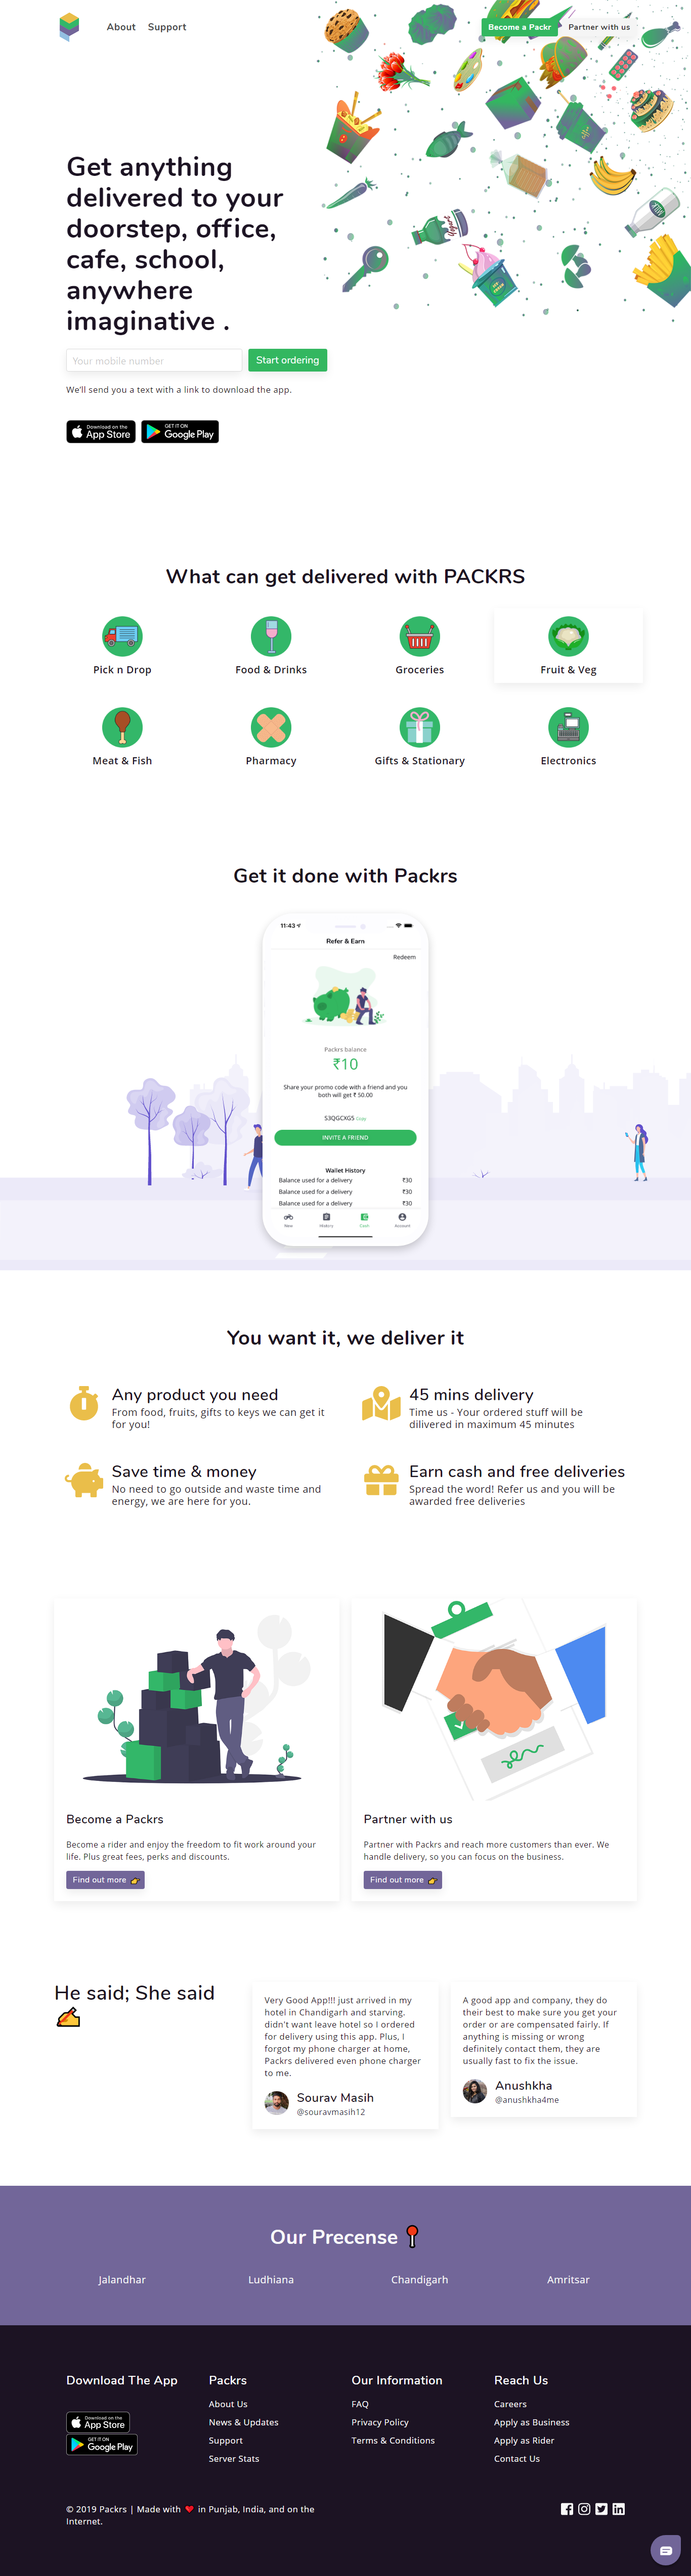 About Support Become a Packr Partner with us
Get anything
delivered to your
doorstep, office,
cafe, school,
anywhere
imaginative .
Your mobile number Start ordering
We'll send you a text with a link to download the app.
Download on the App Store GET IT ON Google Play
What can get delivered with PACKRS
Pick n Drop Food & Drinks Groceries Fruit & Veg
Meat & Fish Pharmacy Gifts & Stationary Electronics
Get it done with Packrs
11:43
Refer & Earn
Redeem
Packrs balance
₹10
Share your promo code with a friend and you
both will get ₹ 50.00
S3QGCXG5 Copy
INVITE A FRIEND
Wallet History
Balance used for a delivery ₹30
Balance used for a delivery ₹30
Balance used for a delivery ₹30
New History Cash Account
You want it, we deliver it
Any product you need
From food, fruits, gifts to keys we can get it
for you!
45 mins delivery
Time us - Your ordered stuff will be
dilivered in maximum 45 minutes
Save time & money
No need to go outside and waste time and
energy, we are here for you.
Earn cash and free deliveries
Spread the word! Refer us and you will be
awarded free deliveries
Become a Packrs
Become a rider and enjoy the freedom to fit work around your
life. Plus great fees, perks and discounts.
Find out more
Partner with us
Partner with Packrs and reach more customers than ever. We
handle delivery, so you can focus on the business.
Find out more
He said; She said
Very Good App!!! just arrived in my
hotel in Chandigarh and starving.
didn't want leave hotel so I ordered
for delivery using this app. Plus, I
forgot my phone charger at home,
Packrs delivered even phone charger
to me.
Sourav Masih
@souravmasih12
A good app and company, they do
their best to make sure you get your
order or are compensated fairly. If
anything is missing or wrong
definitely contact them, they are
usually fast to fix the issue.
Anushkha
@anushkha4me
Our Precense
Jalandhar Ludhiana Chandigarh Amritsar
Download The App
Download on the App Store
GET IT ON Google Play
Packrs
About Us
News & Updates
Support
Server Stats
Our Information
FAQ
Privacy Policy
Terms & Conditions
Reach Us
Careers
Apply as Business
Apply as Rider
Contact Us
© 2019 Packrs | Made with ❤ in Punjab, India, and on the
Internet.